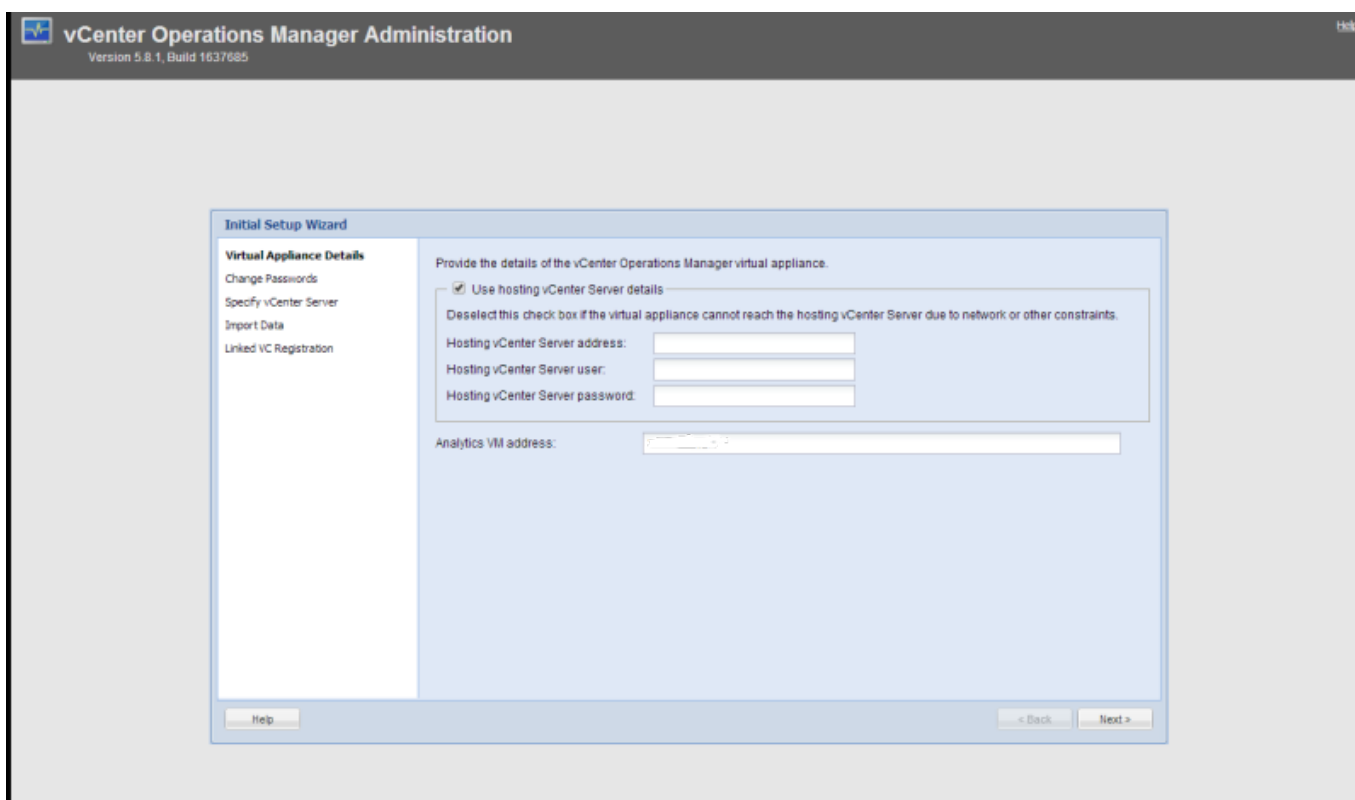 vCenter Operations Manager Administration
Help
Version 5.8.1, Build 1637685
Initial Setup Wizard
Virtual Appliance Details
Change Passwords
Specify vCenter Server
Import Data
Linked VC Registration
Provide the details of the vCenter Operations Manager virtual appliance.
Use hosting vCenter Server details
Deselect this check box if the virtual appliance cannot reach the hosting vCenter Server due to network or other constraints.
Hosting vCenter Server address:
Hosting vCenter Server user:
Hosting vCenter Server password:
Analytics VM address:
Help
< Back
Next >